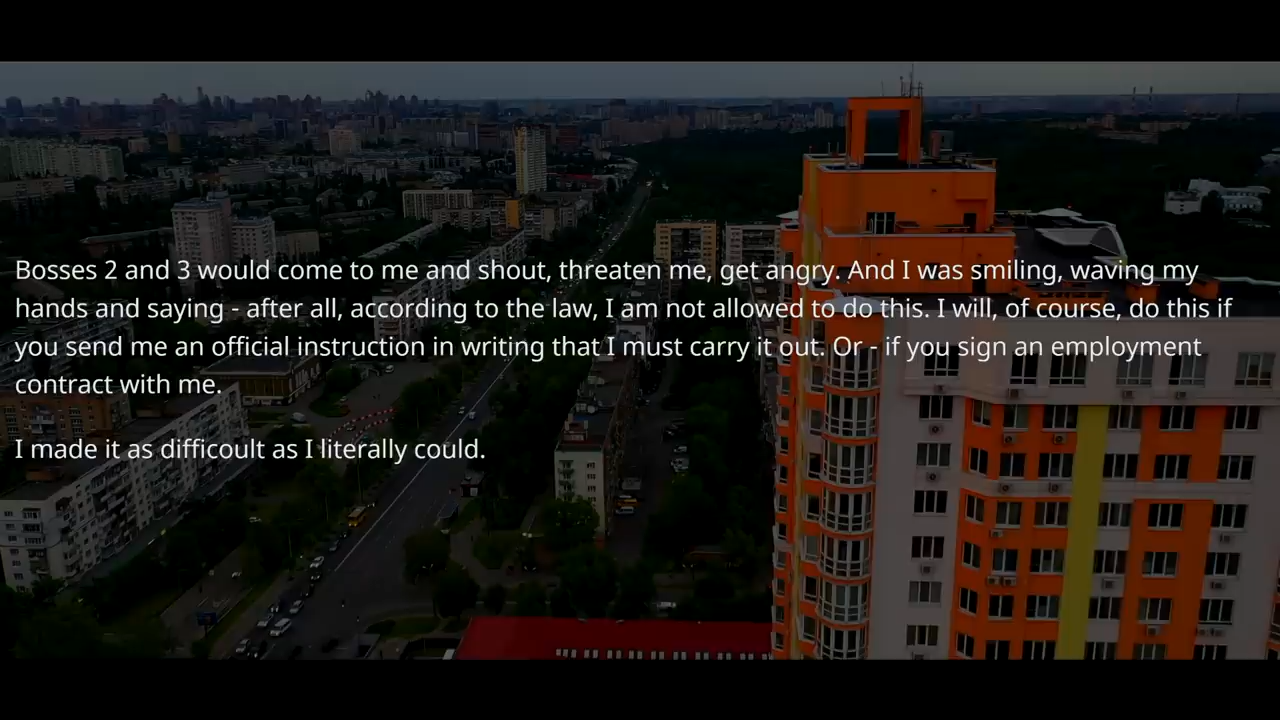 Bosses 2 and 3 would come to me and shout, threaten me, get angry. And I was smiling, waving my
hands and saying - after all, according to the law, I am not allowed to do this. I will, of course, do this if
you send me an official instruction in writing that I must carry it out. Or - if you sign an employment
contract with me.
I made it as difficoult as I literally could.